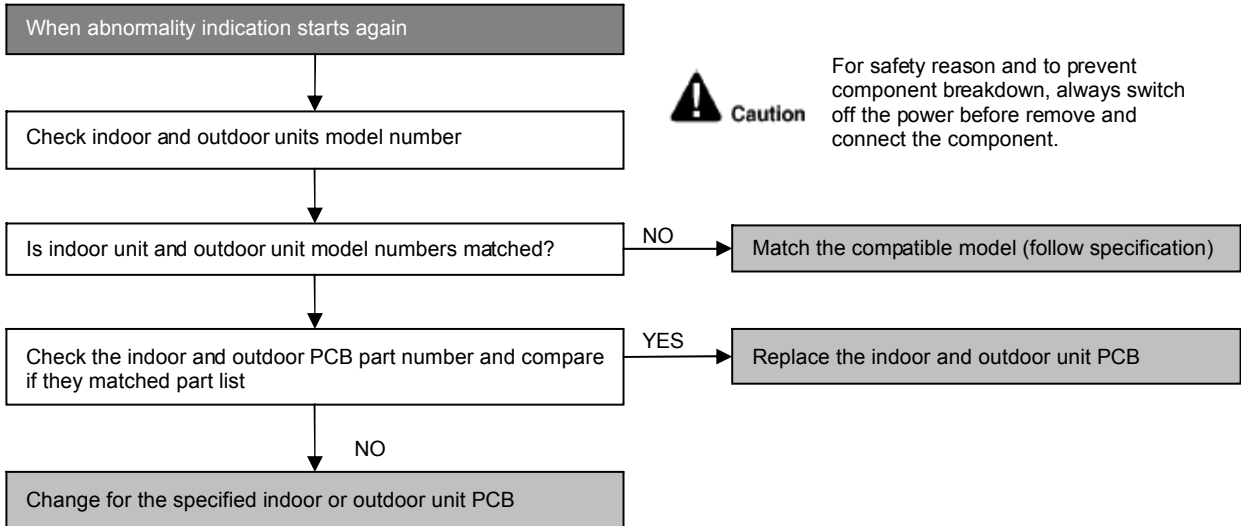 When abnormality indication starts again
For safety reason and to prevent
component breakdown, always switch
off the power before remove and
connect the component.
Caution
Check indoor and outdoor units model number
Is indoor unit and outdoor unit model numbers matched?
NO
Match the compatible model (follow specification)
Check the indoor and outdoor PCB part number and compare
if they matched part list
YES
Replace the indoor and outdoor unit PCB
NO
Change for the specified indoor or outdoor unit PCB